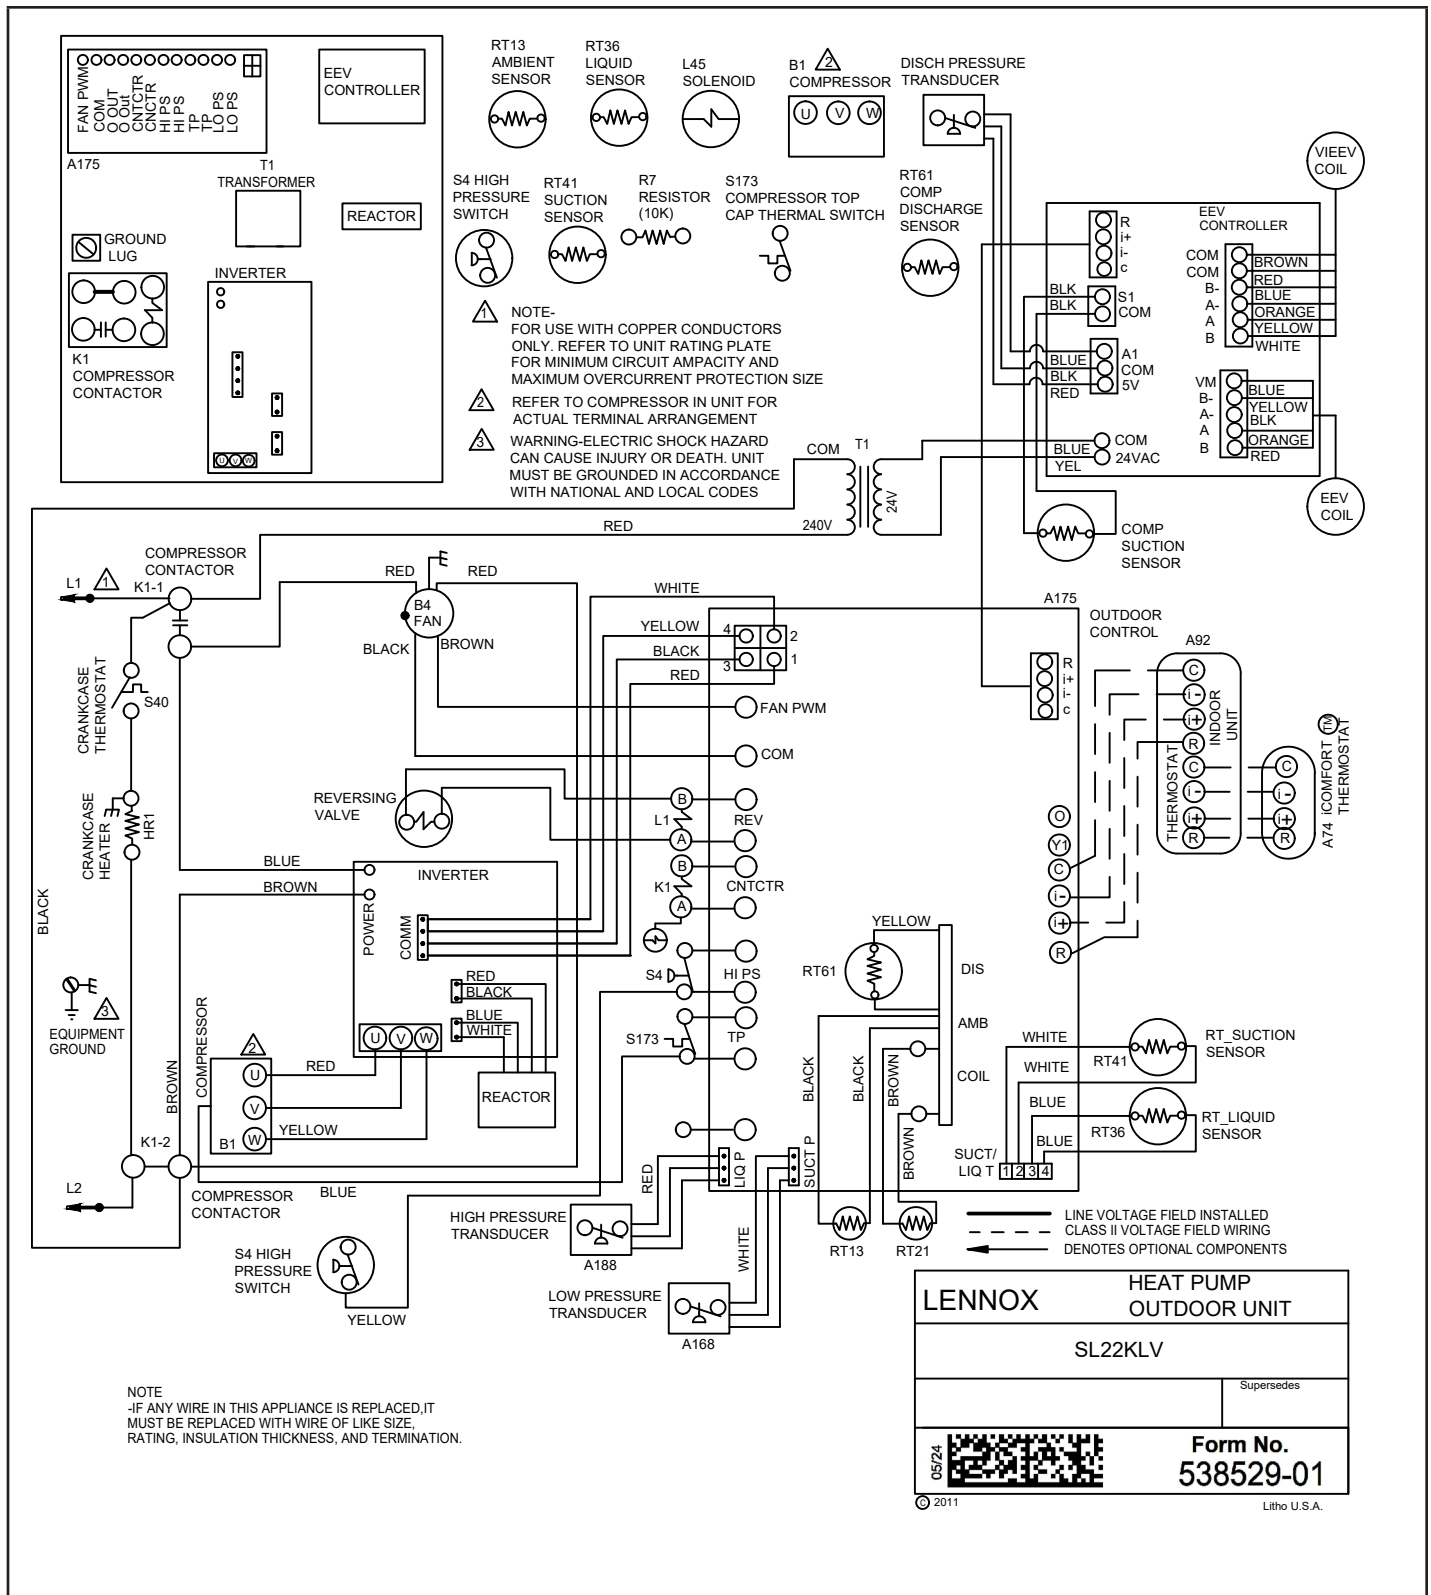 FAN PWM
COM
O OUT
O Out
CNTCTR
CNCTR
HI PS
HI PS
TP
TP
LO PS
LO PS
A175
EEV
CONTROLLER
T1
TRANSFORMER
REACTOR
GROUND
LUG
K1
COMPRESSOR
CONTACTOR
INVERTER
U V W
RT13
AMBIENT
SENSOR
RT36
LIQUID
SENSOR
L45
SOLENOID
B1 2
COMPRESSOR
U V W
DISCH PRESSURE
TRANSDUCER
S4 HIGH
PRESSURE
SWITCH
RT41
SUCTION
SENSOR
R7
RESISTOR
(10K)
S173
COMPRESSOR TOP
CAP THERMAL SWITCH
RT61
COMP
DISCHARGE
SENSOR
1 NOTE-
FOR USE WITH COPPER CONDUCTORS
ONLY. REFER TO UNIT RATING PLATE
FOR MINIMUM CIRCUIT AMPACITY AND
MAXIMUM OVERCURRENT PROTECTION SIZE
2 REFER TO COMPRESSOR IN UNIT FOR
ACTUAL TERMINAL ARRANGEMENT
3 WARNING-ELECTRIC SHOCK HAZARD
CAN CAUSE INJURY OR DEATH. UNIT
MUST BE GROUNDED IN ACCORDANCE
WITH NATIONAL AND LOCAL CODES
VIEEV
COIL
EEV
CONTROLLER
R
i+
i-
c
BLK S1
BLK COM
A1
BLUE COM
BLK 5V
RED
COM
BLUE 24VAC
YEL
COM
COM BROWN
B- RED
A- BLUE
A ORANGE
B YELLOW
WHITE
VM
B- BLUE
A- YELLOW
A BLK
B ORANGE
RED
EEV
COIL
COMP
SUCTION
SENSOR
COM T1
240V 24V
RED
COMPRESSOR
CONTACTOR
L1 1 K1-1
CRANKCASE
THERMOSTAT
S40
CRANKCASE
HEATER
HR1
BLACK
3
EQUIPMENT
GROUND
RED RED
B4
FAN
BLACK BROWN
WHITE
YELLOW
BLACK
RED
4 2
3 1
FAN PWM
COM
REVERSING
VALVE
B
L1 REV
A
B
K1 CNTCTR
A
S4 HI PS
S173 TP
BLUE
BROWN
INVERTER
POWER
COMM
RED
BLACK
BLUE
WHITE
U V W
REACTOR
COMPRESSOR
2
U
V
B1 W
RED
YELLOW
BROWN
K1-2
L2
COMPRESSOR
CONTACTOR
BLUE
S4 HIGH
PRESSURE
SWITCH
YELLOW
RED
LIQ P
SUCT P
HIGH PRESSURE
TRANSDUCER
A188
LOW PRESSURE
TRANSDUCER
A168
WHITE
A175
OUTDOOR
CONTROL
R
i+
i-
c
O
Y1
C
i-
i+
R
A92
C
i-
i+
R
C
i-
i+
R
INDOOR
UNIT
THERMOSTAT
C
i-
i+
R
A74 iCOMFORT TM
THERMOSTAT
YELLOW
RT61
DIS
AMB
COIL
BLACK
BLACK
BROWN
BROWN
RT13
RT21
WHITE
RT41
WHITE
RT_SUCTION
SENSOR
BLUE
RT36
BLUE
RT_LIQUID
SENSOR
SUCT/
LIQ T 1 2 3 4
LINE VOLTAGE FIELD INSTALLED
CLASS II VOLTAGE FIELD WIRING
DENOTES OPTIONAL COMPONENTS
LENNOX
HEAT PUMP
OUTDOOR UNIT
SL22KLV
Supersedes
05/24
Form No.
538529-01
© 2011
Litho U.S.A.
NOTE
-IF ANY WIRE IN THIS APPLIANCE IS REPLACED,IT
MUST BE REPLACED WITH WIRE OF LIKE SIZE,
RATING, INSULATION THICKNESS, AND TERMINATION.